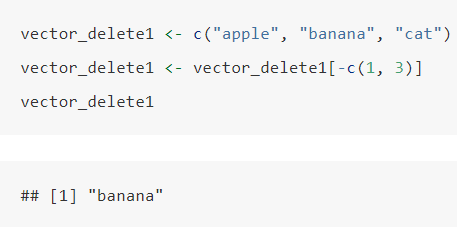 vector_delete1 <- c("apple", "banana", "cat")
vector_delete1 <- vector_delete1[-c(1, 3)]
vector_delete1
## [1] "banana"